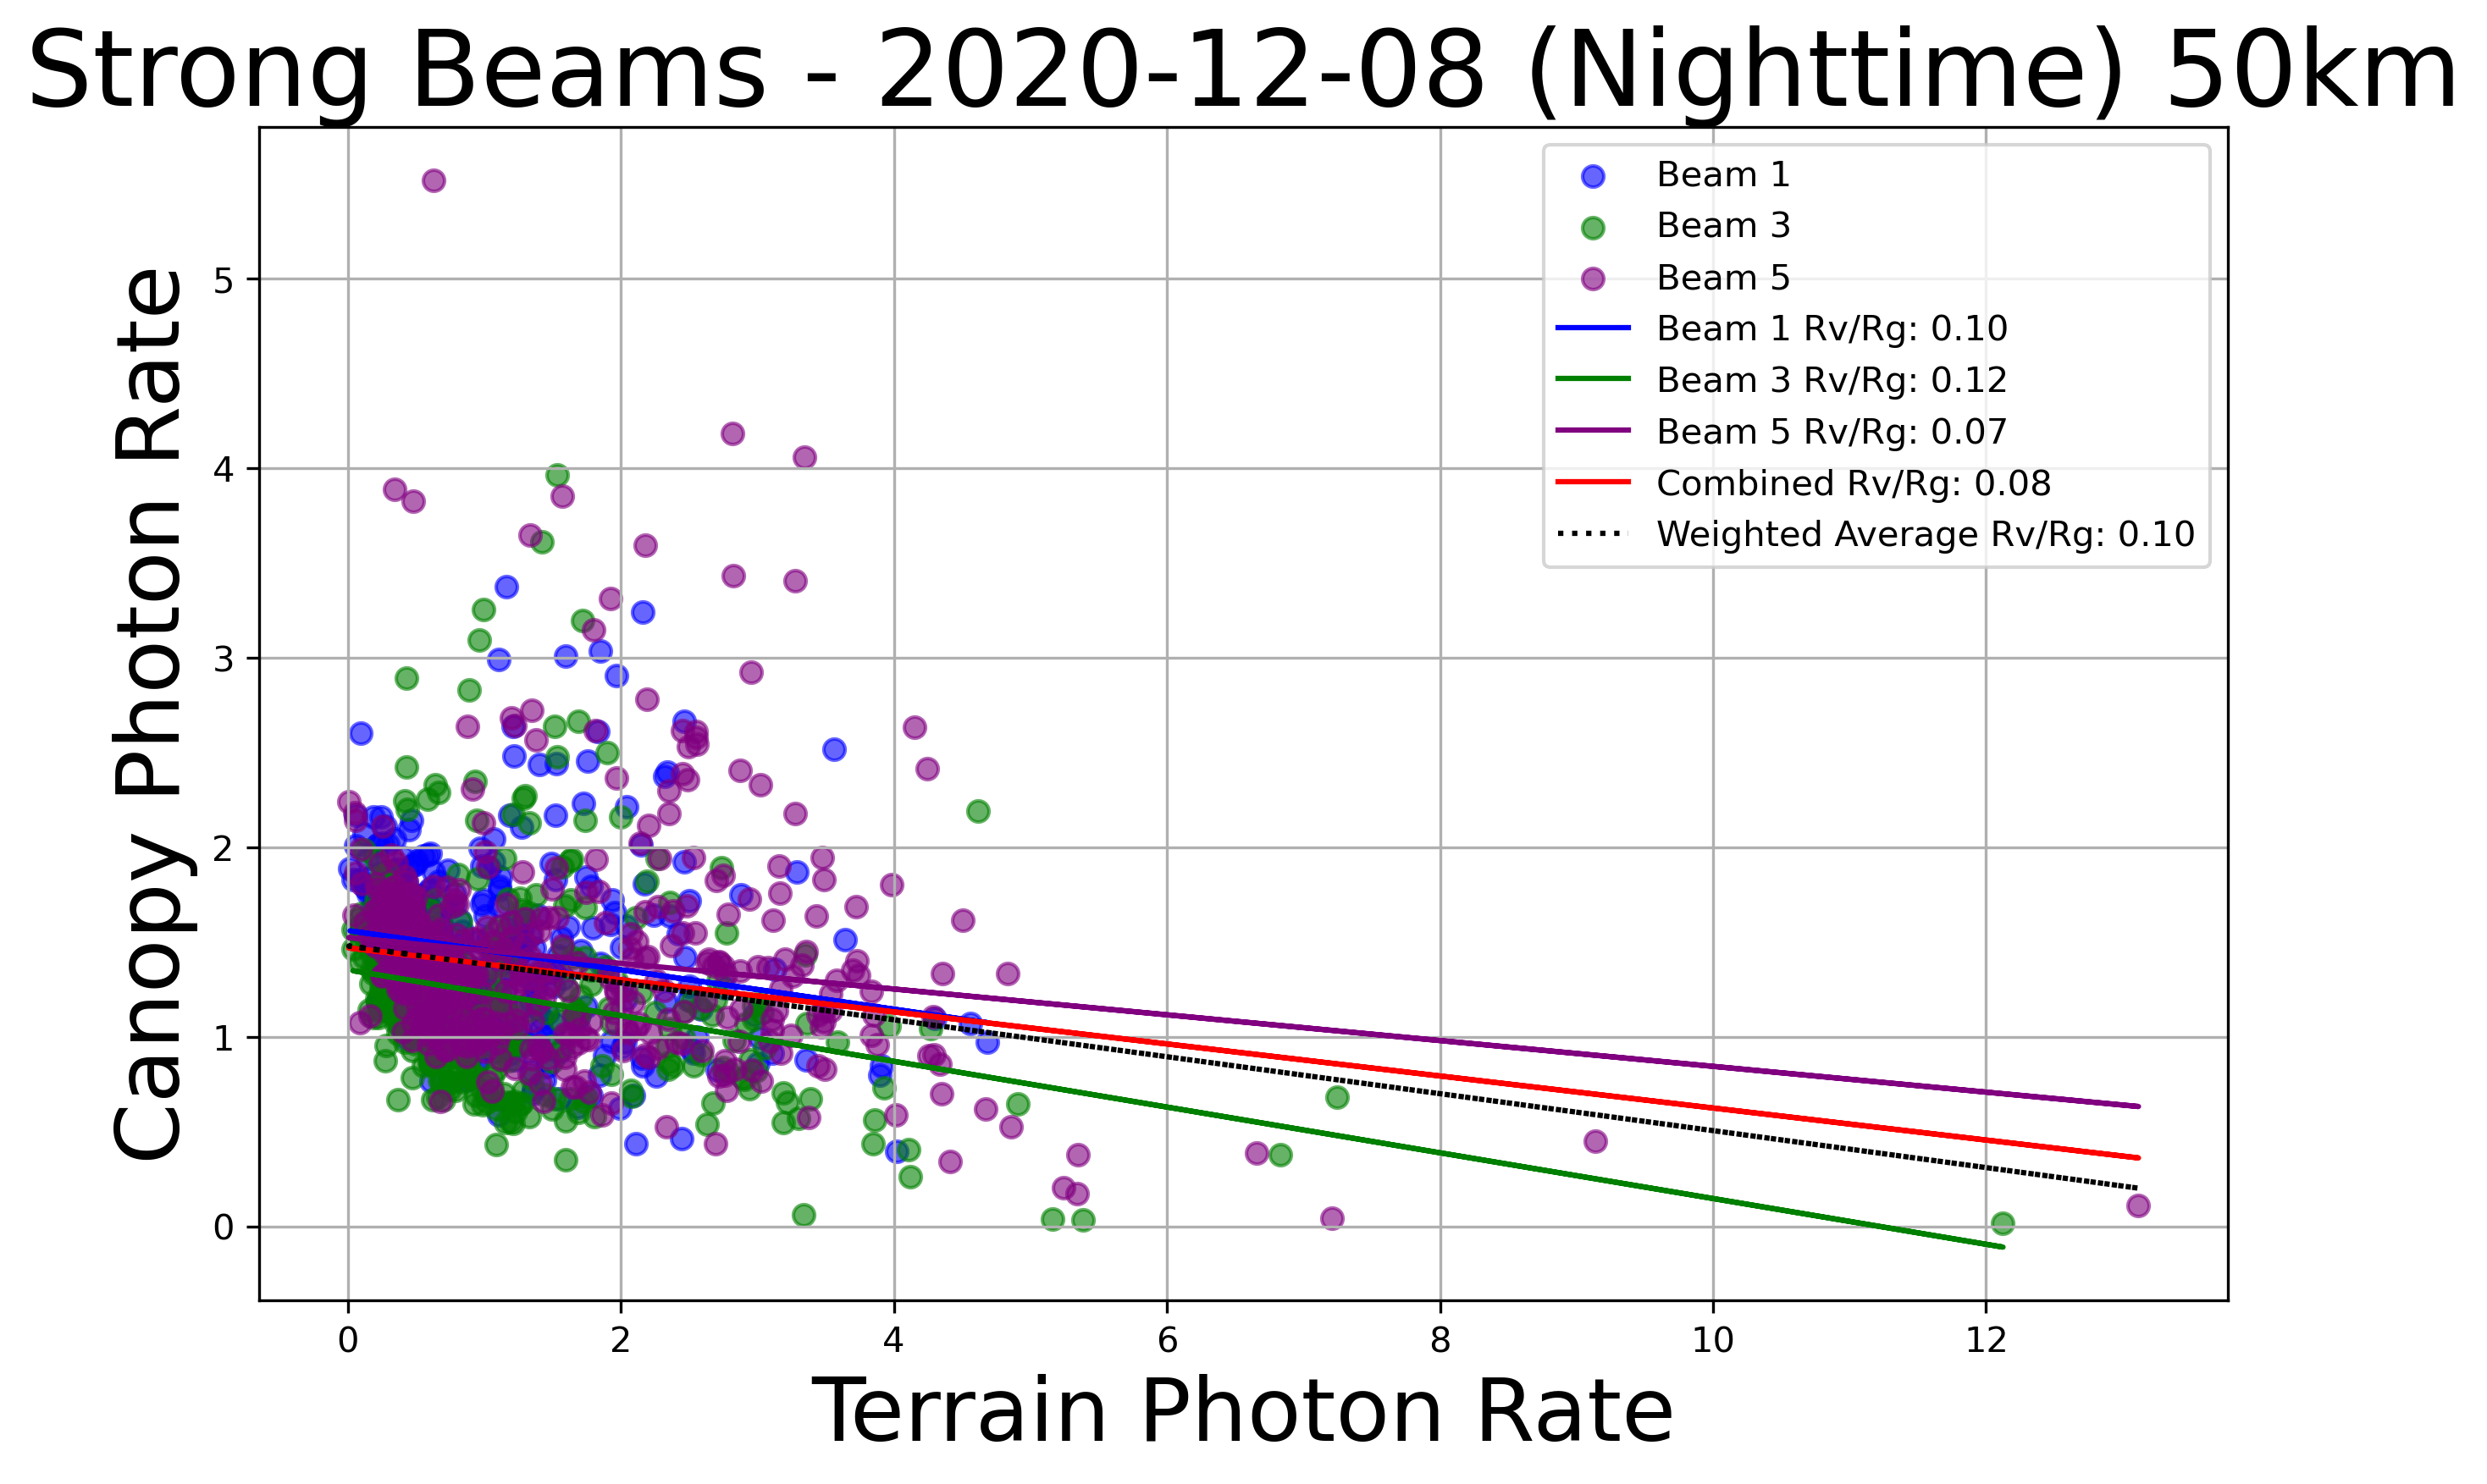 Strong Beams - 2020-12-08 (Nighttime) 50km
Canopy Photon Rate
5
4
3
2
1
0
Beam 1
Beam 3
Beam 5
Beam 1 Rv/Rg: 0.10
Beam 3 Rv/Rg: 0.12
Beam 5 Rv/Rg: 0.07
Combined Rv/Rg: 0.08
Weighted Average Rv/Rg: 0.10
0 2 4 6 8 10 12
Terrain Photon Rate